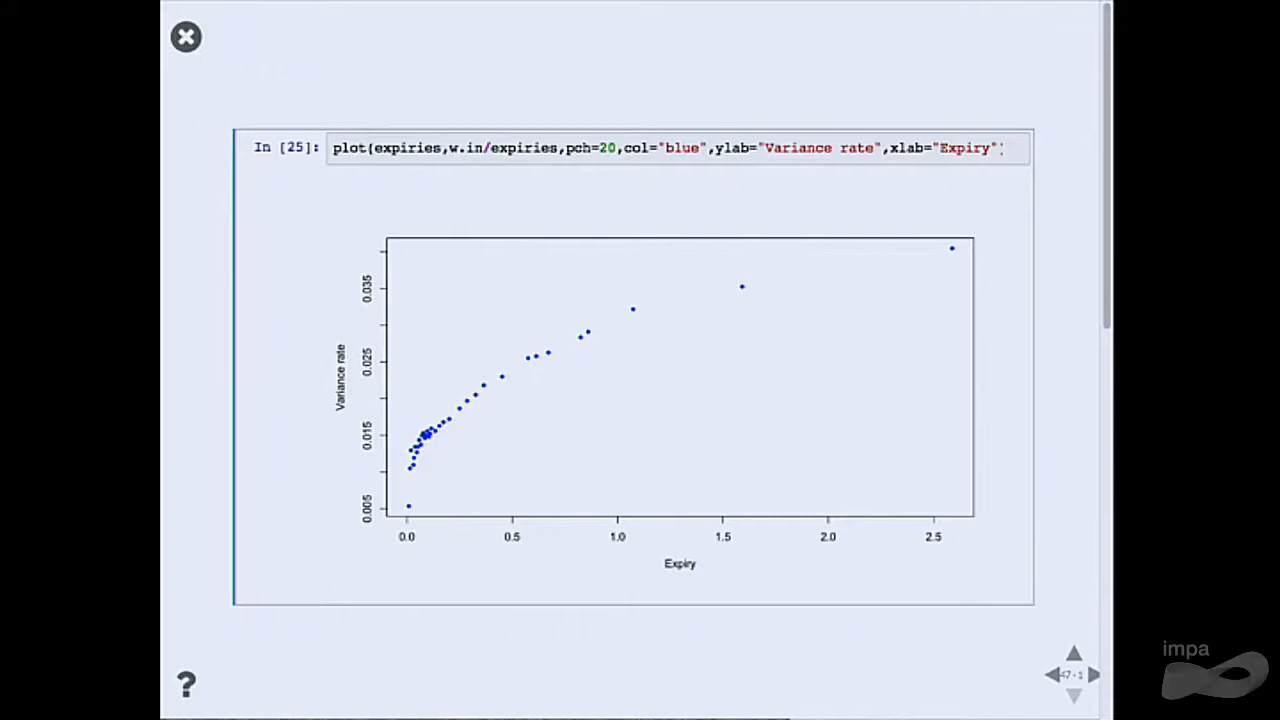 In [25]: plot(expiries,w.in/expiries,pch=20,col="blue",ylab="Variance rate",xlab="Expiry")
0.035
0.025
0.015
0.005
Variance rate
0.0 0.5 1.0 1.5 2.0 2.5
Expiry
?
47-1
impa